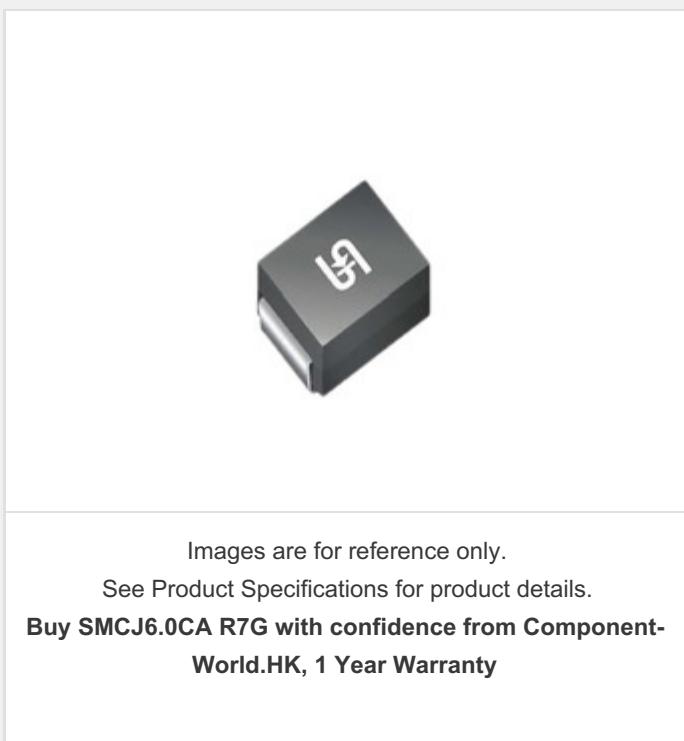 Images are for reference only.
See Product Specifications for product details.
Buy SMCJ6.0CA R7G with confidence from Component-
World.HK, 1 Year Warranty